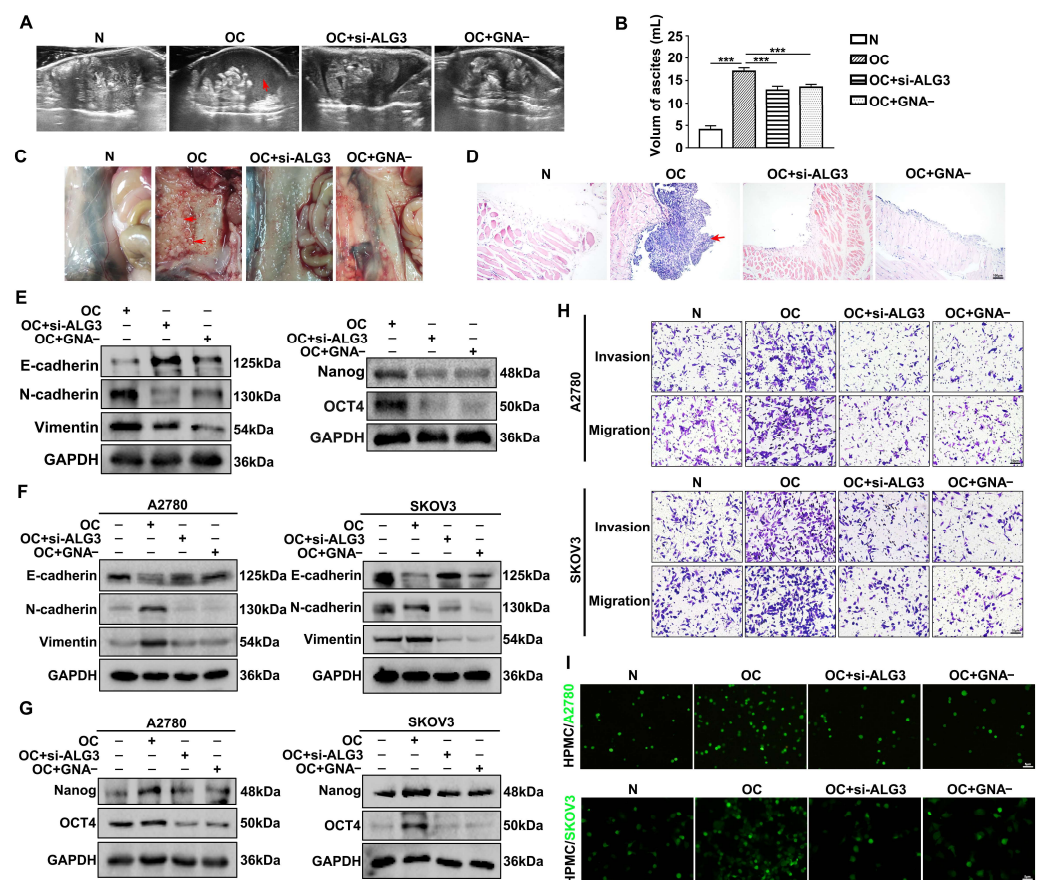 A
N OC OC+si-ALG3 OC+GNA–
B
Volum of ascites (mL)
25
20
15
10
5
0
***
*** ***
N
OC
OC+si-ALG3
OC+GNA–
C
N OC OC+si-ALG3 OC+GNA–
D
N OC OC+si-ALG3 OC+GNA–
E
OC + – –
OC+si-ALG3 – + –
OC+GNA– – – +
E-cadherin 125kDa
N-cadherin 130kDa
Vimentin 54kDa
GAPDH 36kDa
OC + – –
OC+si-ALG3 – + –
OC+GNA– – – +
Nanog 48kDa
OCT4 50kDa
GAPDH 36kDa
F
A2780
OC – + – –
OC+si-ALG3 – – + –
OC+GNA– – – – +
E-cadherin 125kDa
N-cadherin 130kDa
Vimentin 54kDa
GAPDH 36kDa
SKOV3
OC – + – –
OC+si-ALG3 – – + –
OC+GNA– – – – +
E-cadherin 125kDa
N-cadherin 130kDa
Vimentin 54kDa
GAPDH 36kDa
G
A2780
OC – + – –
OC+si-ALG3 – – + –
OC+GNA– – – – +
Nanog 48kDa
OCT4 50kDa
GAPDH 36kDa
SKOV3
OC – + – –
OC+si-ALG3 – – + –
OC+GNA– – – – +
Nanog 48kDa
OCT4 50kDa
GAPDH 36kDa
H
N OC OC+si-ALG3 OC+GNA–
A2780
Invasion
Migration
N OC OC+si-ALG3 OC+GNA–
SKOV3
Invasion
Migration
I
N OC OC+si-ALG3 OC+GNA–
HPMC/A2780
N OC OC+si-ALG3 OC+GNA–
HPMC/SKOV3